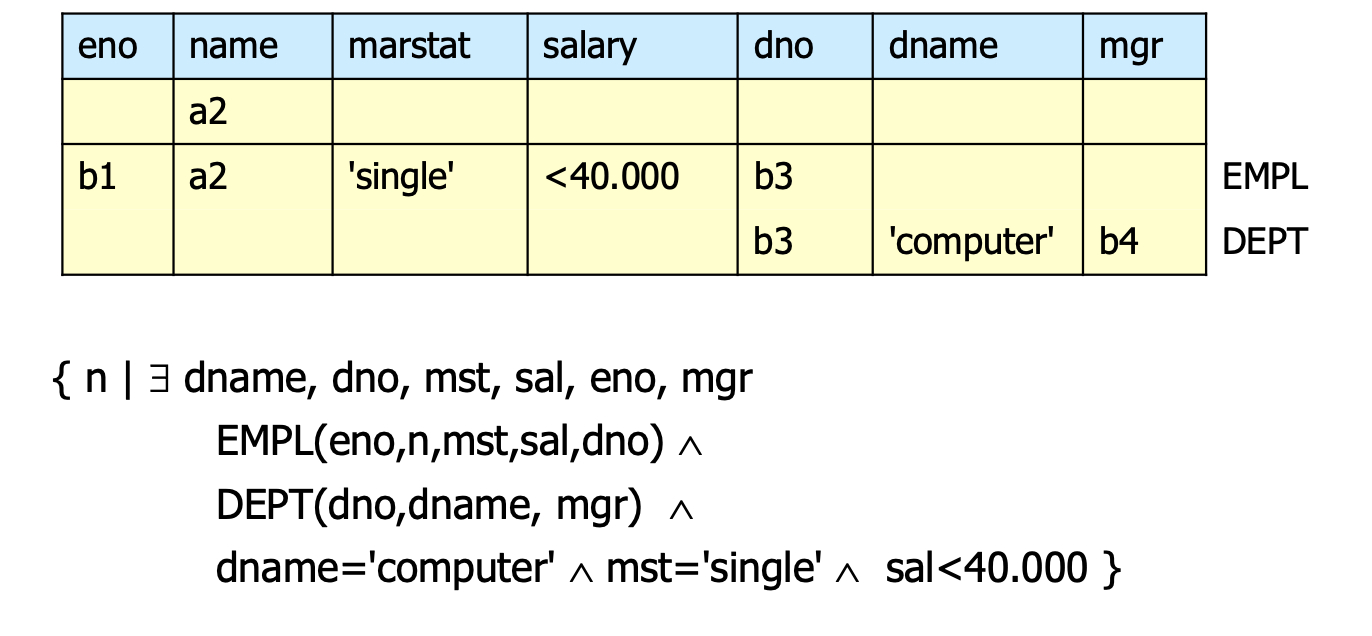 eno name marstat salary dno dname mgr
a2
b1 a2 'single' <40.000 b3 EMPL
b3 'computer' b4 DEPT
{ n | ∃ dname, dno, mst, sal, eno, mgr
EMPL(eno,n,mst,sal,dno) ∧
DEPT(dno,dname, mgr) ∧
dname='computer' ∧ mst='single' ∧ sal<40.000 }